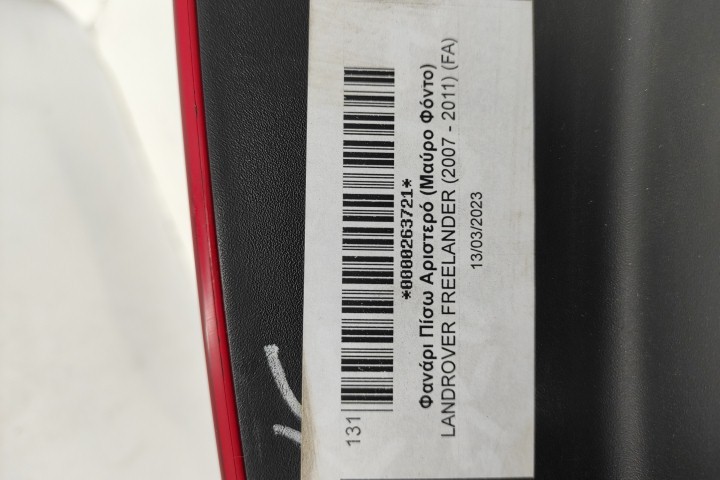 131
*0000263721*
Φανάρι Πίσω Αριστερό (Μαύρο Φόντο)
LANDROVER FREELANDER (2007 - 2011) (FA)
13/03/2023